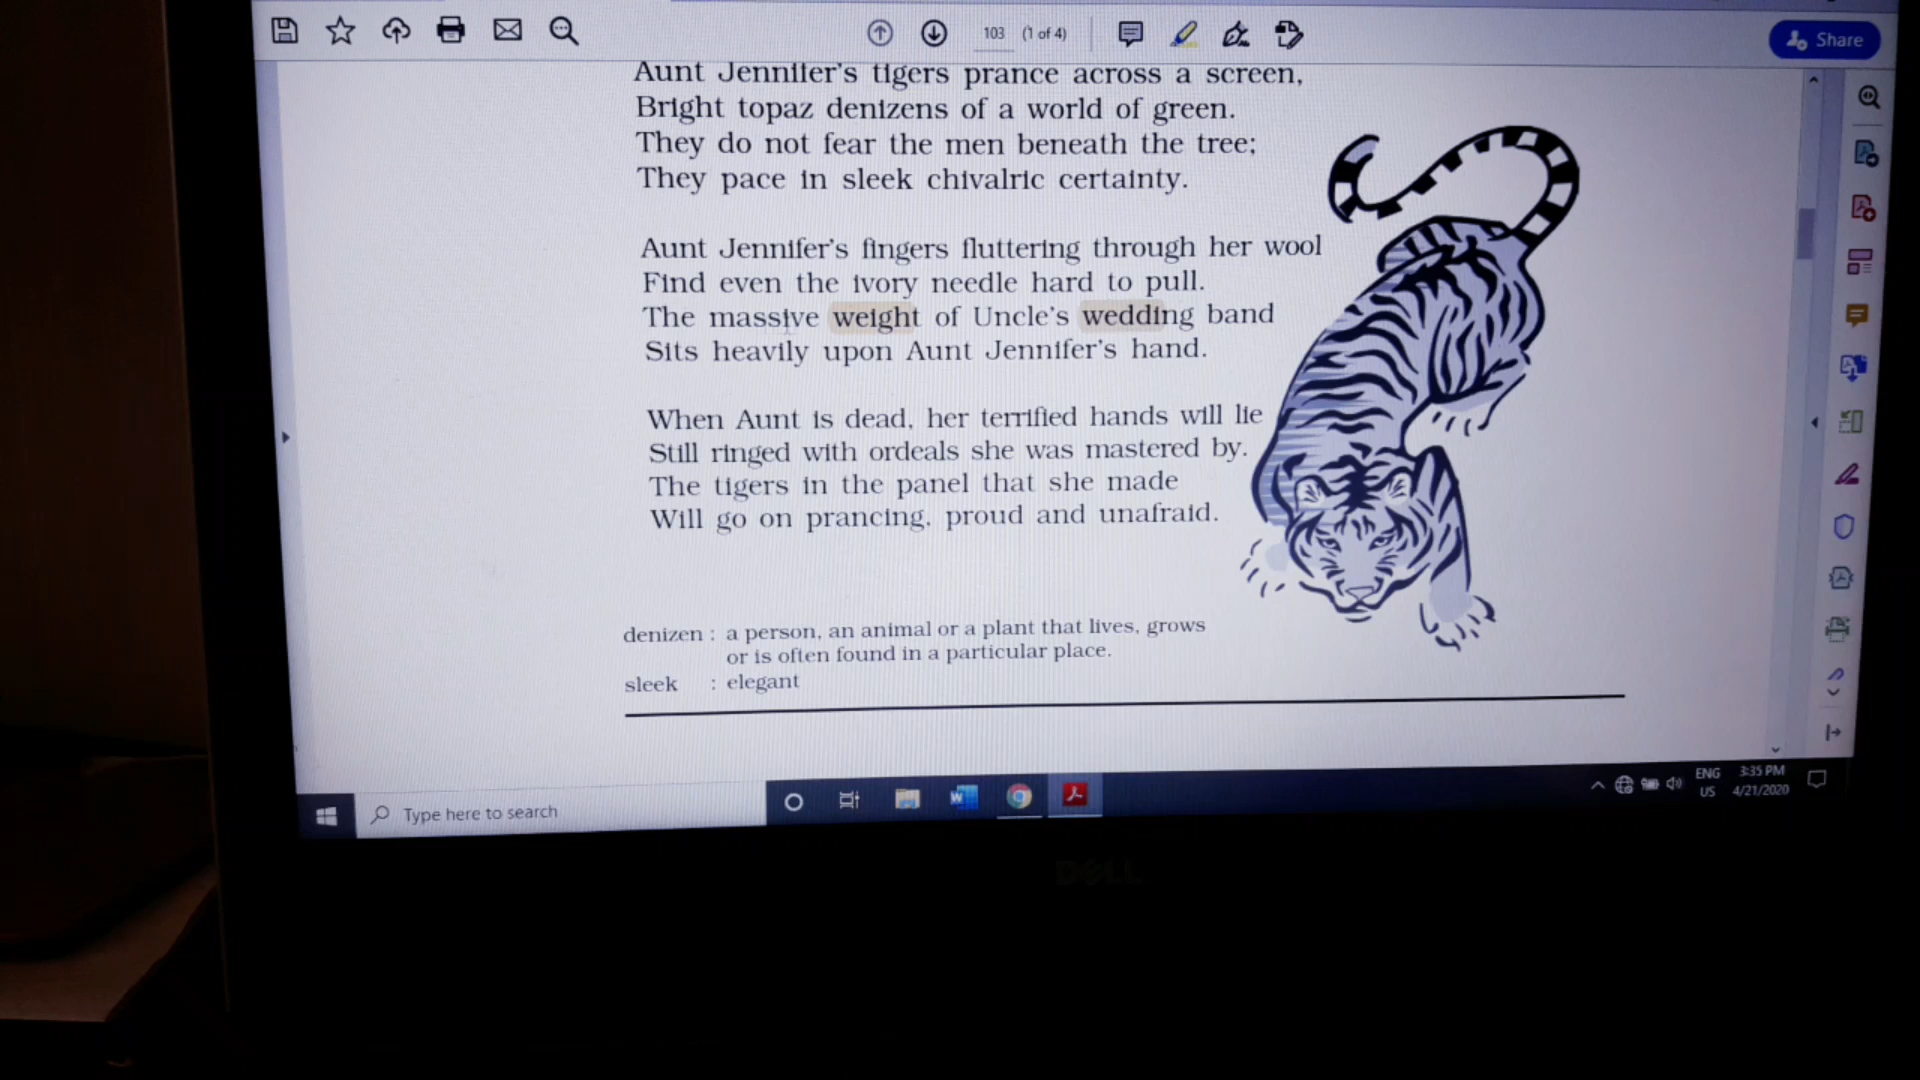 103 (1 of 4)
Share
Aunt Jennifer's tigers prance across a screen,
Bright topaz denizens of a world of green.
They do not fear the men beneath the tree;
They pace in sleek chivalric certainty.
Aunt Jennifer's fingers fluttering through her wool
Find even the ivory needle hard to pull.
The massive weight of Uncle's wedding band
Sits heavily upon Aunt Jennifer's hand.
When Aunt is dead, her terrified hands will lie
Still ringed with ordeals she was mastered by.
The tigers in the panel that she made
Will go on prancing, proud and unafraid.
denizen : a person, an animal or a plant that lives, grows
or is often found in a particular place.
sleek : elegant
Type here to search
ENG
US
3:35 PM
4/21/2020
DELL